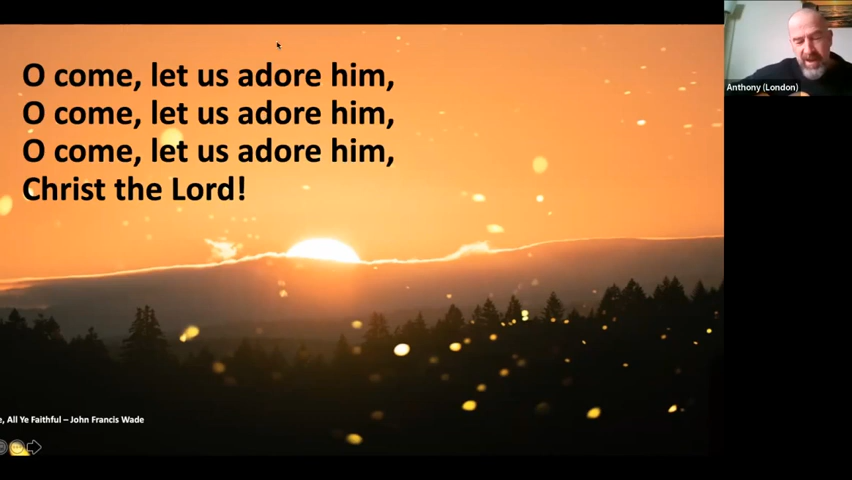 O come, let us adore him,
O come, let us adore him,
O come, let us adore him,
Christ the Lord!
Anthony (London)
, All Ye Faithful – John Francis Wade